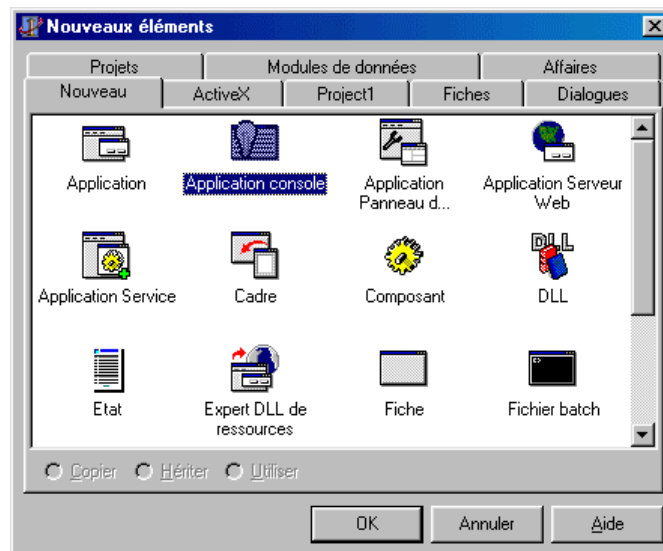 Nouveaux éléments
Projets Modules de données Affaires
Nouveau ActiveX Project1 Fiches Dialogues
Application Application console Application Panneau d... Application Serveur Web
Application Service Cadre Composant DLL
DLL
Etat Expert DLL de ressources Fiche Fichier batch
Copier Hériter Utiliser
OK Annuler Aide